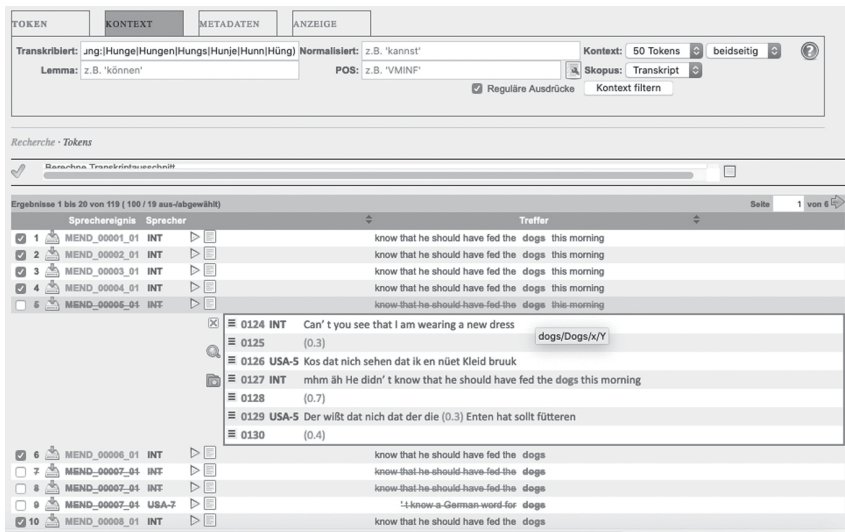 TOKEN KONTEXT METADATEN ANZEIGE
Transkribiert: ung:|Hunge|Hungen|Hungs|Hunje|Hunn|Hüng) Normalisiert: z.B. 'kannst' Kontext: 50 Tokens beidseitig ?
Lemma: z.B. 'können' POS: z.B. 'VMINF' Skopus: Transkript
Reguläre Ausdrücke Kontext filtern
Recherche · Tokens
Berechne Transkriptausschnitt
Ergebnisse 1 bis 20 von 119 ( 100 / 19 aus-/abgewählt) Seite 1 von 6
Sprechereignis Sprecher Treffer
1 MEND_00001_01 INT know that he should have fed the dogs this morning
2 MEND_00002_01 INT know that he should have fed the dogs this morning
3 MEND_00003_01 INT know that he should have fed the dogs this morning
4 MEND_00004_01 INT know that he should have fed the dogs this morning
5 MEND_00005_01 INT know that he should have fed the dogs this morning
0124 INT Can' t you see that I am wearing a new dress
0125 (0.3)
dogs/Dogs/x/Y
0126 USA-5 Kos dat nich sehen dat ik en nüet Kleid bruuk
0127 INT mhm äh He didn' t know that he should have fed the dogs this morning
0128 (0.7)
0129 USA-5 Der wißt dat nich dat der die (0.3) Enten hat sollt fütteren
0130 (0.4)
6 MEND_00006_01 INT know that he should have fed the dogs
7 MEND_00007_01 INT know that he should have fed the dogs
8 MEND_00007_01 INT know that he should have fed the dogs
9 MEND_00007_01 USA-7 ' t know a German word for dogs
10 MEND_00008_01 INT know that he should have fed the dogs